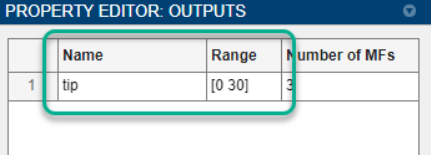 PROPERTY EDITOR: OUTPUTS
Name Range Number of MFs
1 tip [0 30] 3